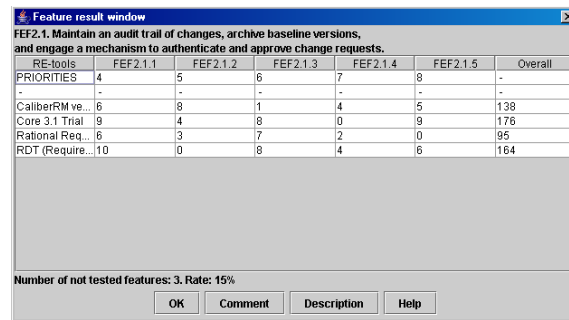 Feature result window
FEF2.1. Maintain an audit trail of changes, archive baseline versions,
and engage a mechanism to authenticate and approve change requests.
RE-tools FEF2.1.1 FEF2.1.2 FEF2.1.3 FEF2.1.4 FEF2.1.5 Overall
PRIORITIES 4 5 6 7 8 -
- - - - - - -
CaliberRM ve... 6 8 1 4 5 138
Core 3.1 Trial 9 4 8 0 9 176
Rational Req... 6 3 7 2 0 95
RDT (Require... 10 0 8 4 6 164
Number of not tested features: 3. Rate: 15%
OK Comment Description Help